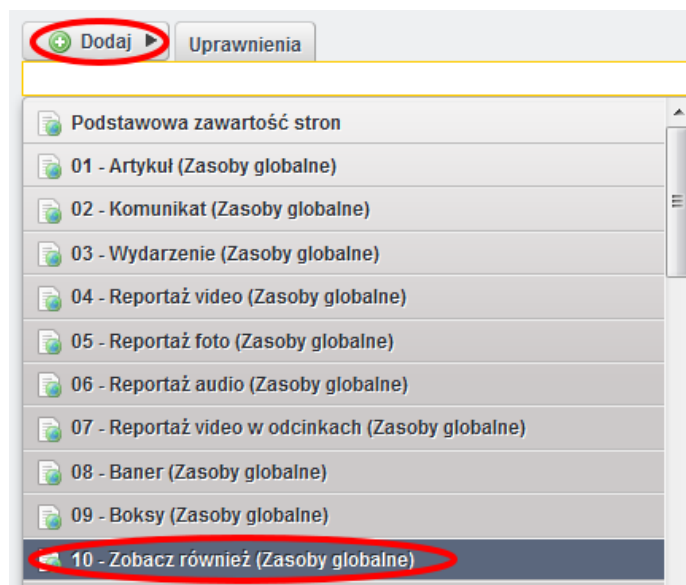 Dodaj
Uprawnienia
Podstawowa zawartość stron
01 - Artykuł (Zasoby globalne)
02 - Komunikat (Zasoby globalne)
03 - Wydarzenie (Zasoby globalne)
04 - Reportaż video (Zasoby globalne)
05 - Reportaż foto (Zasoby globalne)
06 - Reportaż audio (Zasoby globalne)
07 - Reportaż video w odcinkach (Zasoby globalne)
08 - Baner (Zasoby globalne)
09 - Boksy (Zasoby globalne)
10 - Zobacz również (Zasoby globalne)